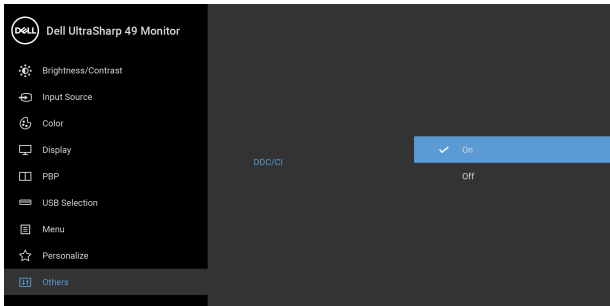 DELL
Dell UltraSharp 49 Monitor
Brightness/Contrast
Input Source
Color
Display
PBP
USB Selection
Menu
Personalize
Others
DDC/CI
On
Off